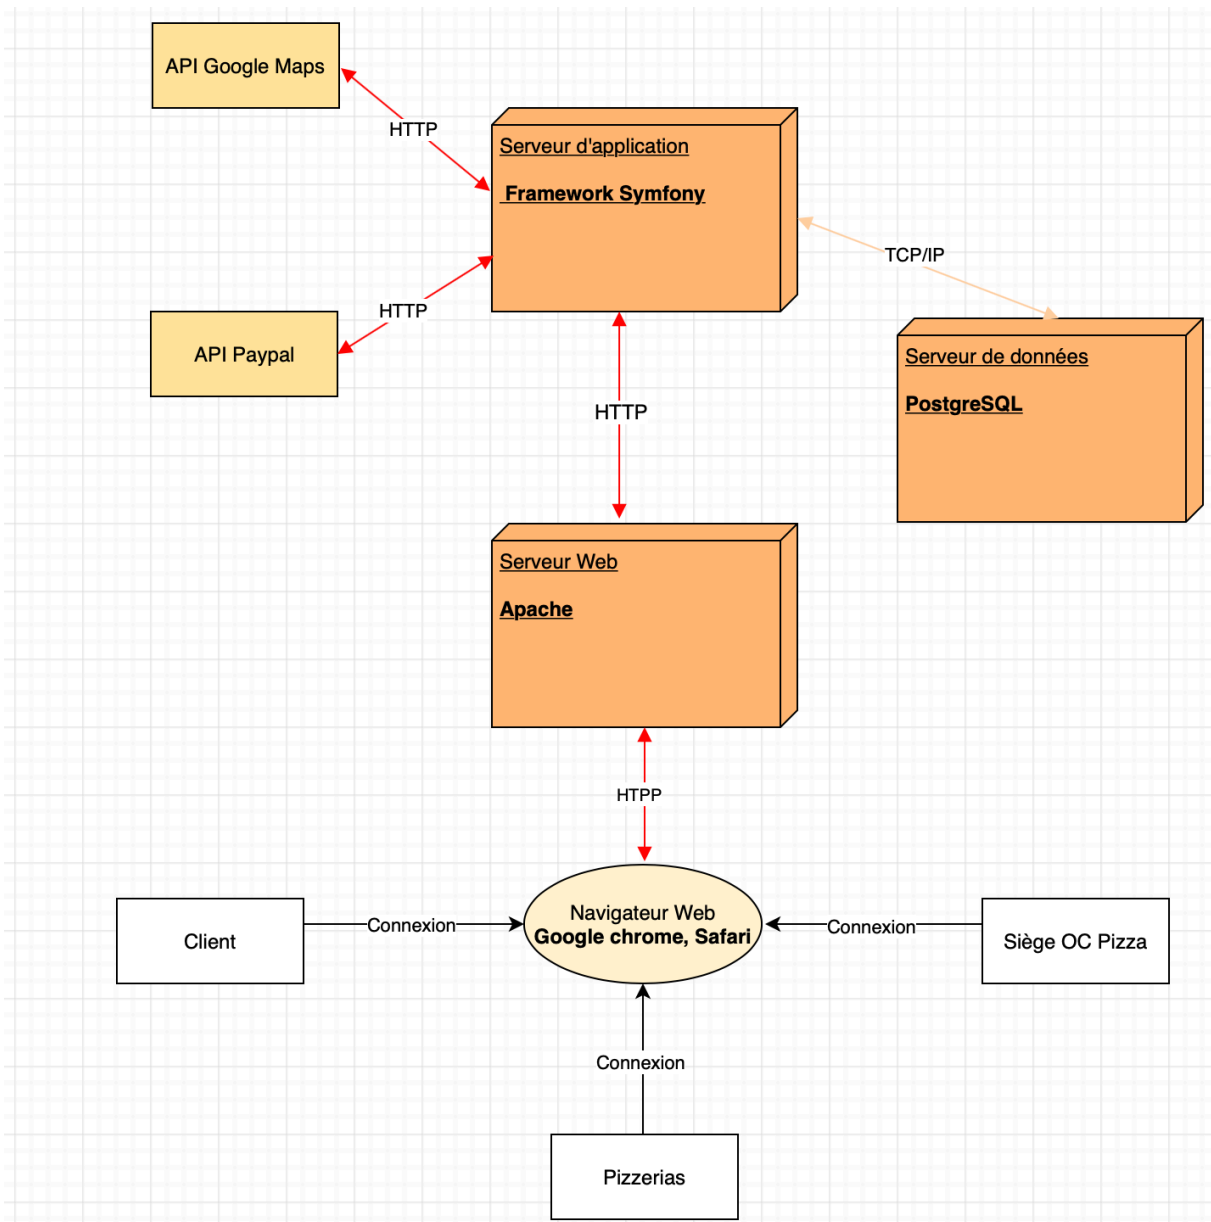 API Google Maps
HTTP
Serveur d'application
Framework Symfony
HTTP
API Paypal
TCP/IP
Serveur de données
PostgreSQL
HTTP
Serveur Web
Apache
HTPP
Navigateur Web
Google chrome, Safari
Client
Connexion
Connexion
Siège OC Pizza
Connexion
Pizzerias